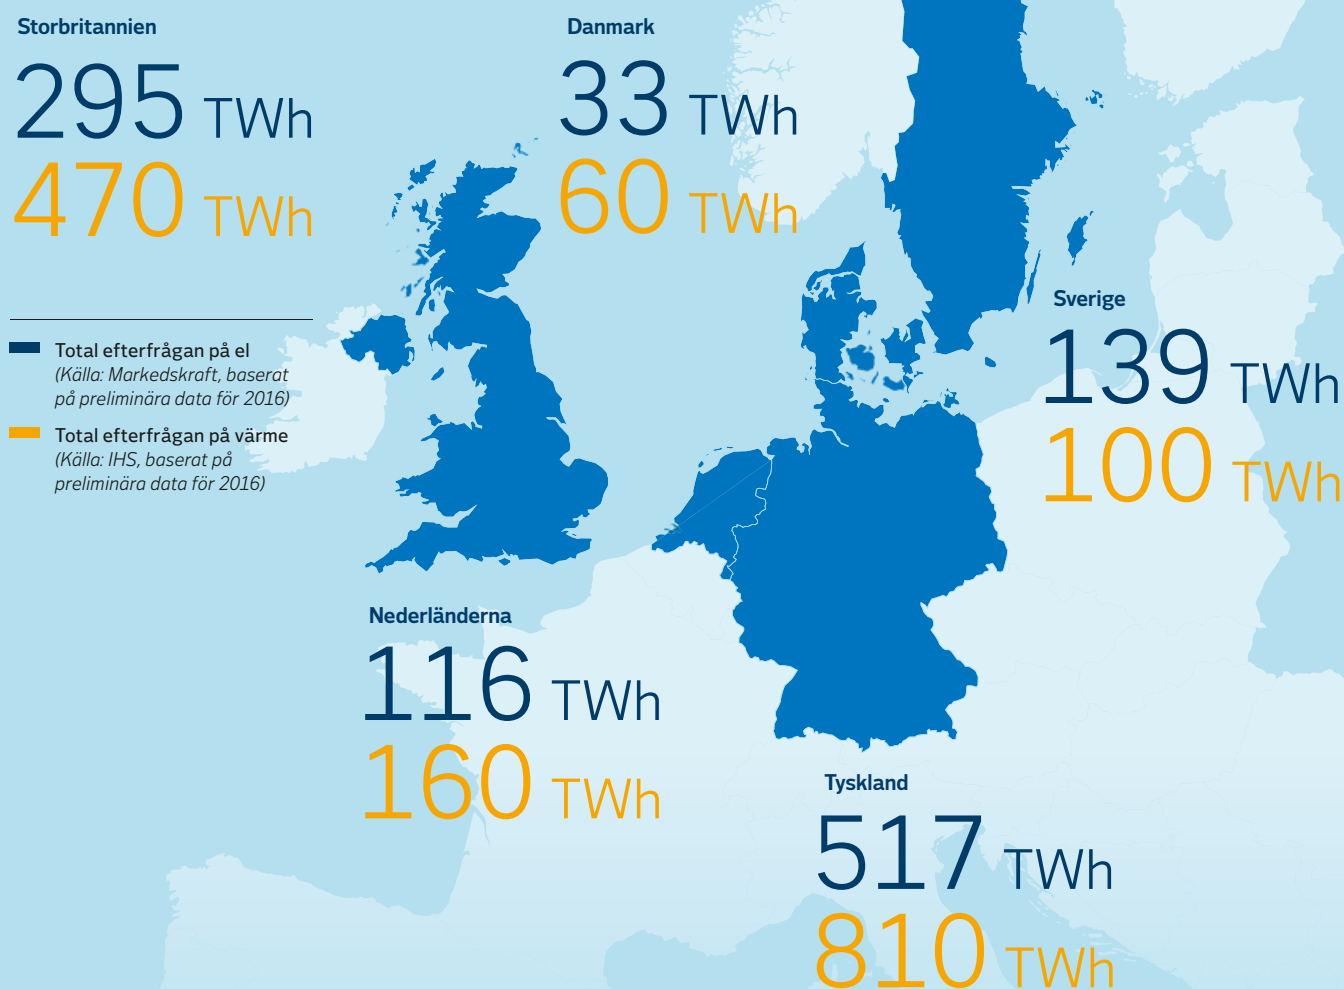 Storbritannien
295 TWh
470 TWh
Danmark
33 TWh
60 TWh
Sverige
139 TWh
100 TWh
Total efterfrågan på el
(Källa: Markedskraft, baserat
på preliminära data för 2016)
Total efterfrågan på värme
(Källa: IHS, baserat på
preliminära data för 2016)
Nederländerna
116 TWh
160 TWh
Tyskland
517 TWh
810 TWh